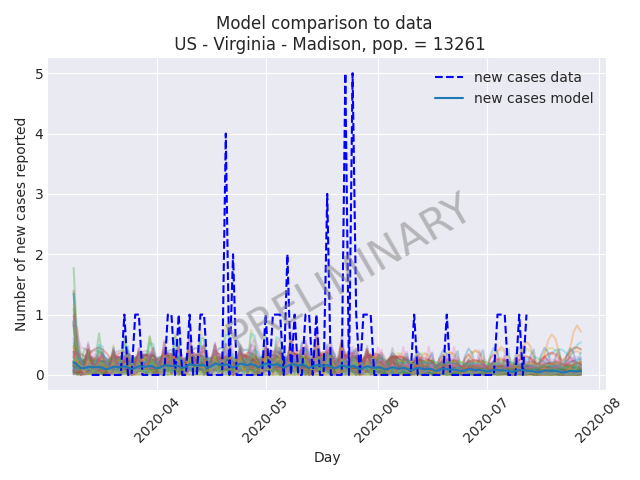 Model comparison to data
US - Virginia - Madison, pop. = 13261
new cases data
new cases model
Number of new cases reported
5
4
3
2
1
0
PRELIMINARY
2020-04
2020-05
2020-06
2020-07
2020-08
Day